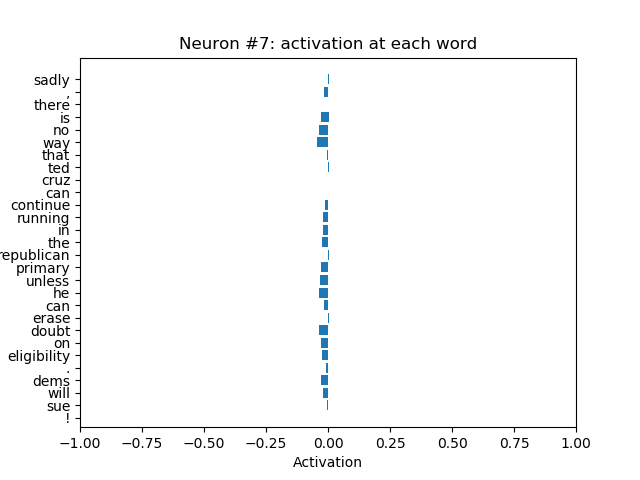 Neuron #7: activation at each word
sadly
,
there
is
no
way
that
ted
cruz
can
continue
running
in
the
republican
primary
unless
he
can
erase
doubt
on
eligibility
.
dems
will
sue
!
−1.00 −0.75 −0.50 −0.25 0.00 0.25 0.50 0.75 1.00
Activation